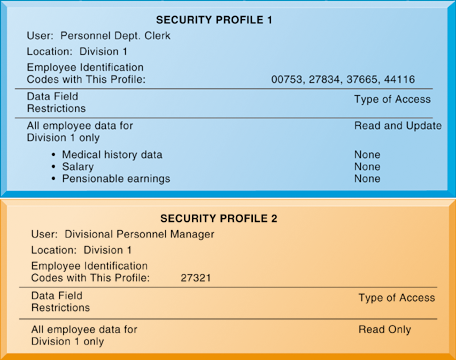 SECURITY PROFILE 1
User: Personnel Dept. Clerk
Location: Division 1
Employee Identification
Codes with This Profile: 00753, 27834, 37665, 44116
Data Field Type of Access
Restrictions
All employee data for Read and Update
Division 1 only
• Medical history data None
• Salary None
• Pensionable earnings None
SECURITY PROFILE 2
User: Divisional Personnel Manager
Location: Division 1
Employee Identification
Codes with This Profile: 27321
Data Field Type of Access
Restrictions
All employee data for Read Only
Division 1 only